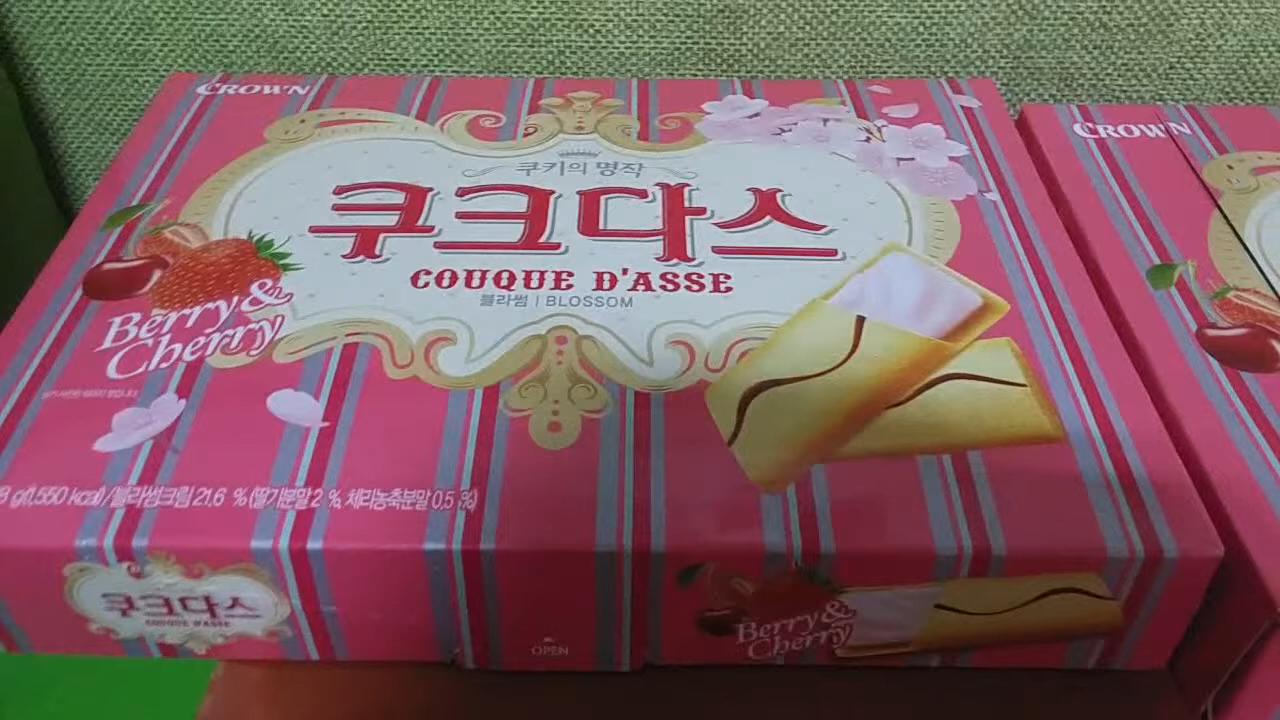 CROWN
쿠키의 명작
쿠크다스
COUQUE D'ASSE
블라썸 | BLOSSOM
Berry &
Cherry
g(1,550 kcal)/블라썸크림 21.6 % (딸기분말 2 %, 체리농축분말 0.5 %)
쿠크다스
COUQUE D'ASSE
OPEN
Berry &
Cherry
CROWN